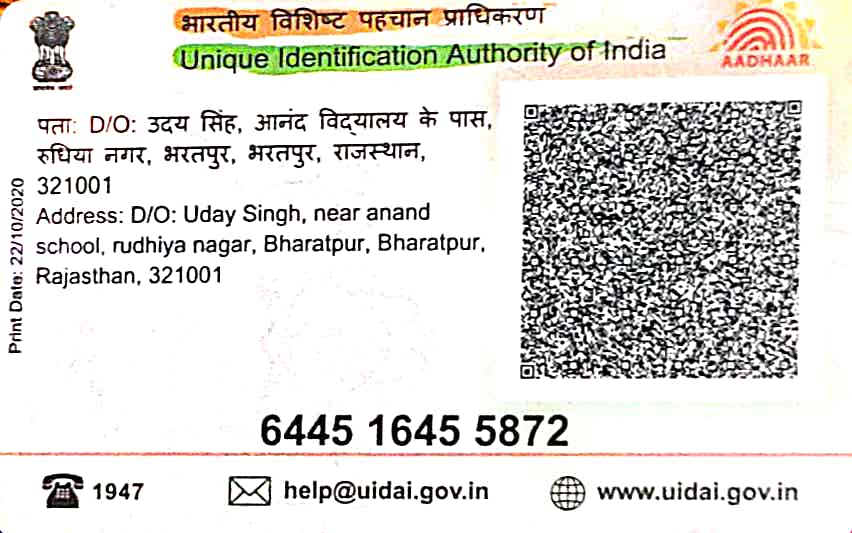 भारतीय विशिष्ट पहचान प्राधिकरण
Unique Identification Authority of India
AADHAAR
पता: D/O: उदय सिंह, आनंद विद्यालय के पास,
रुधिया नगर, भरतपुर, भरतपुर, राजस्थान,
321001
Address: D/O: Uday Singh, near anand
school, rudhiya nagar, Bharatpur, Bharatpur,
Rajasthan, 321001
Print Date: 22/10/2020
6445 1645 5872
1947
help@uidai.gov.in
www.uidai.gov.in